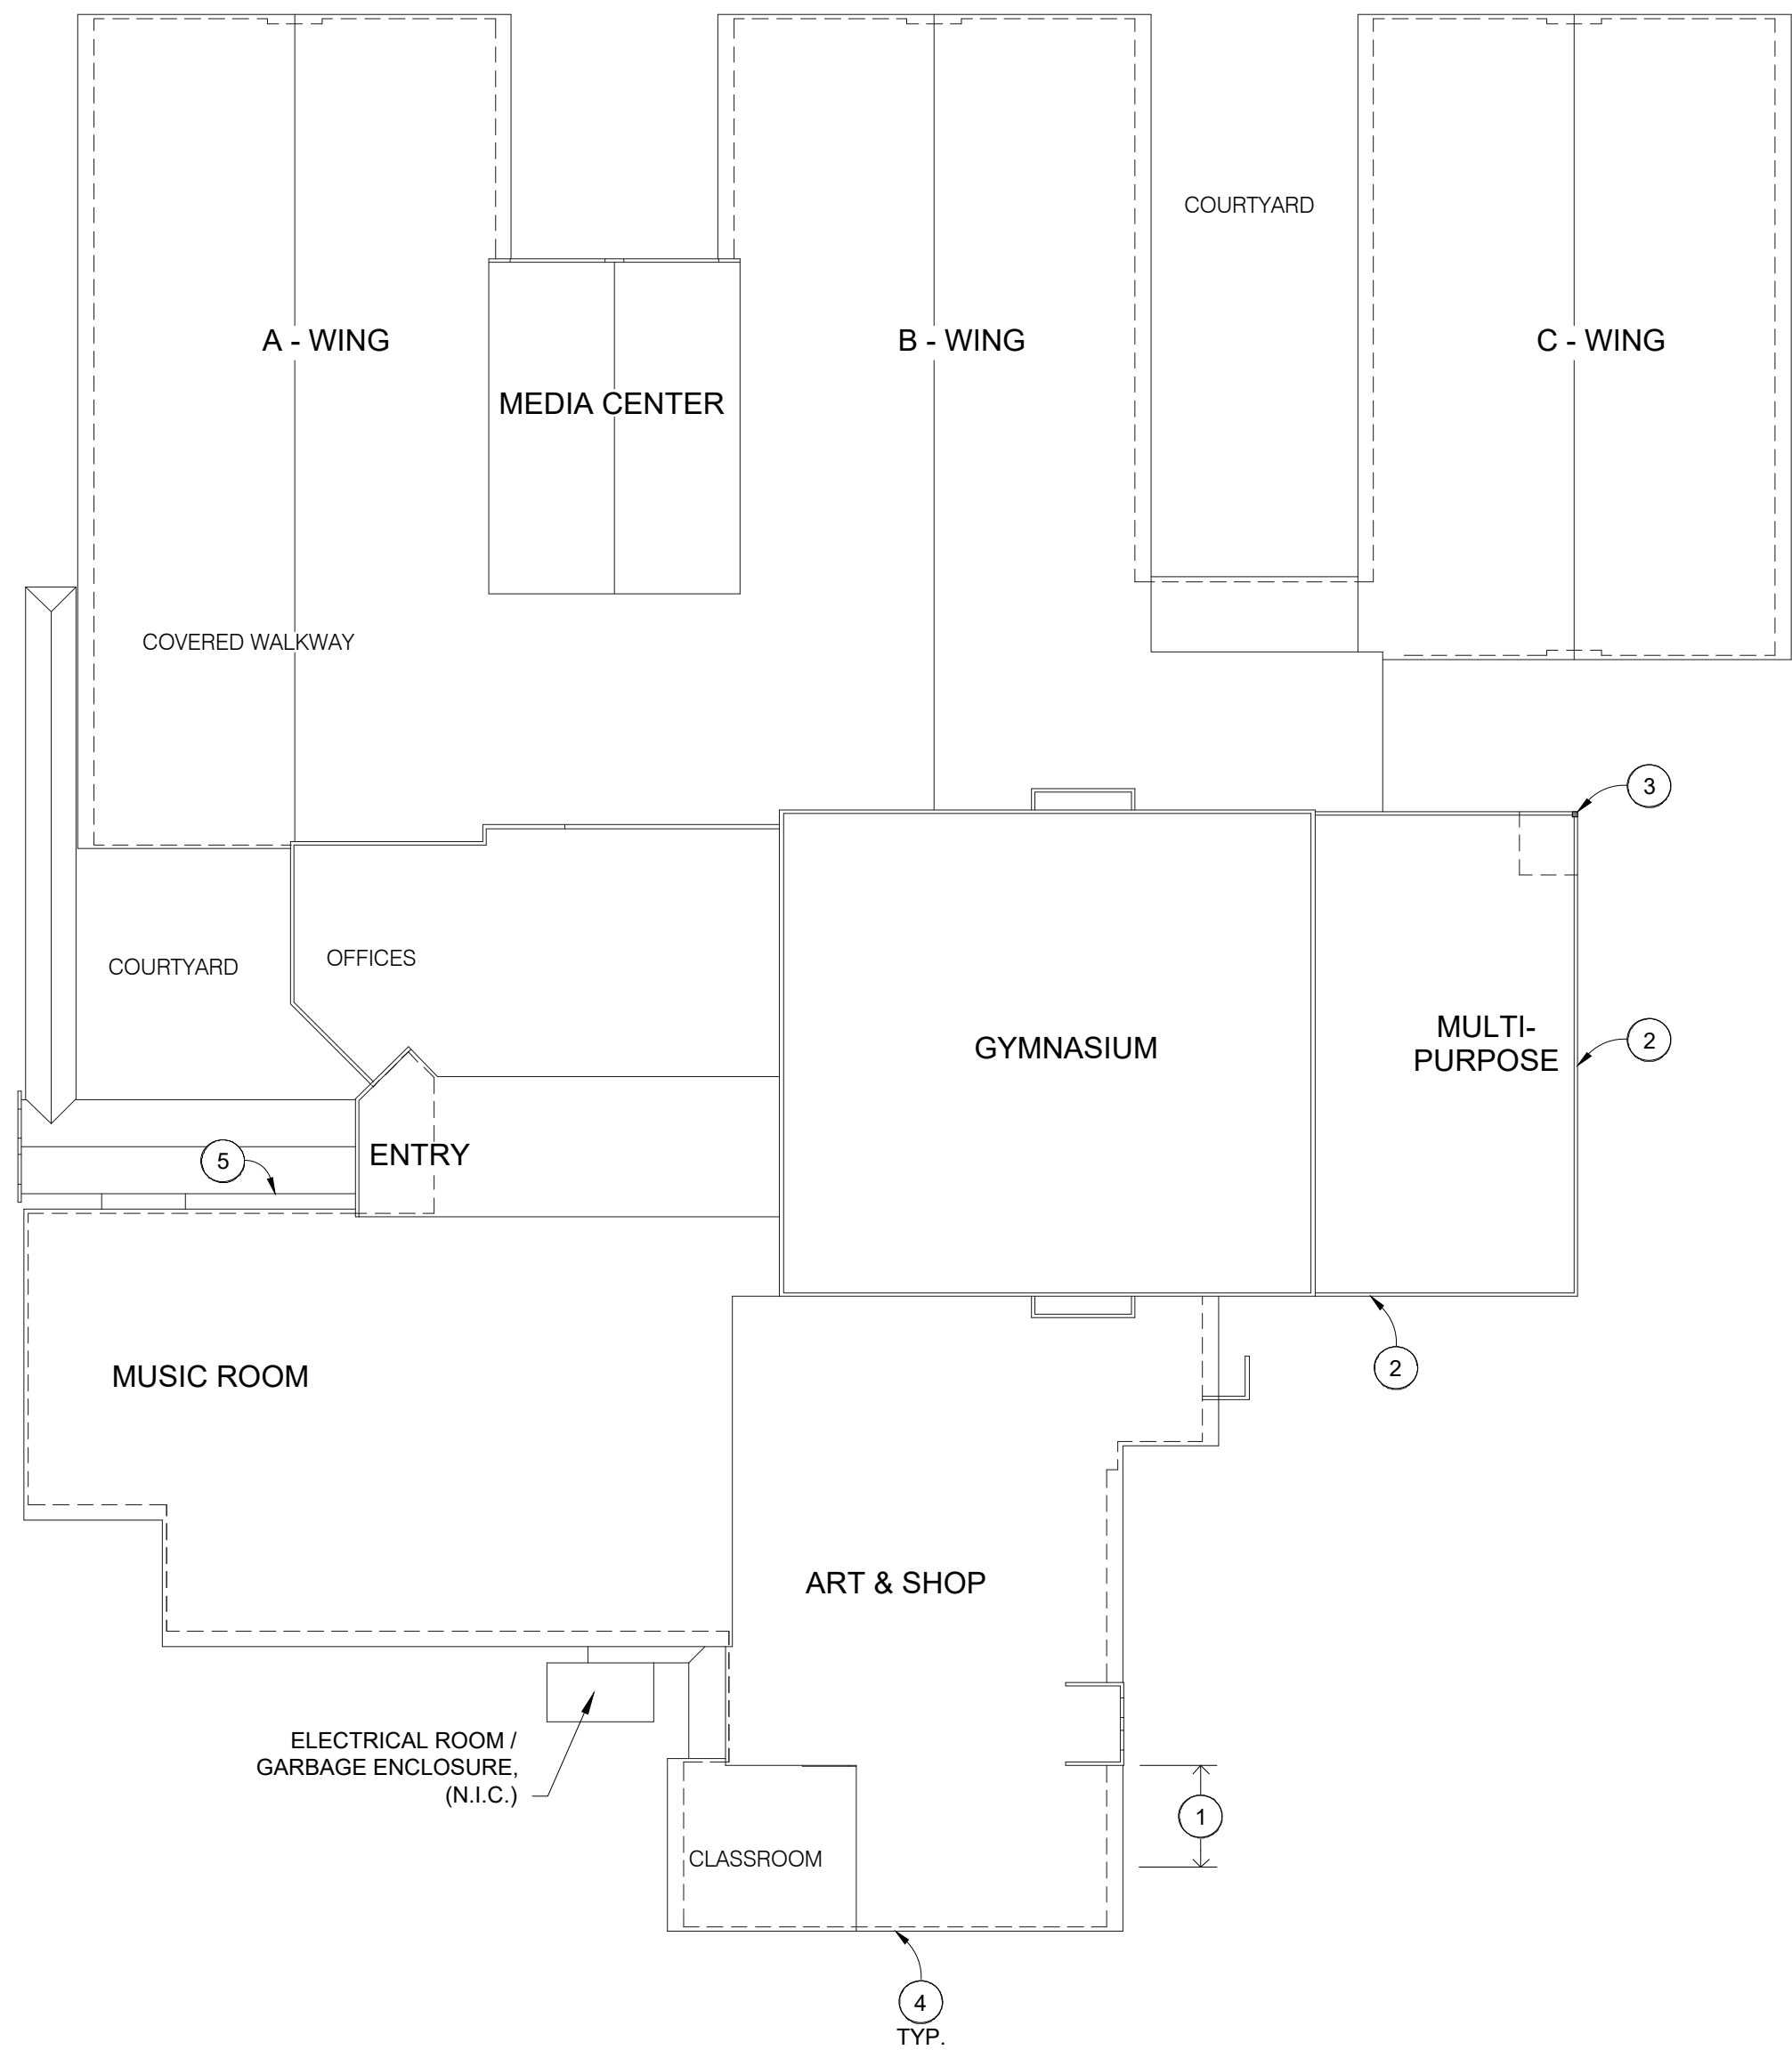 COURTYARD
A - WING
B - WING
C - WING
MEDIA CENTER
COVERED WALKWAY
3
COURTYARD
OFFICES
GYMNASIUM
MULTI-
PURPOSE
2
5
ENTRY
MUSIC ROOM
2
ART & SHOP
ELECTRICAL ROOM /
GARBAGE ENCLOSURE,
(N.I.C.)
1
CLASSROOM
4
TYP.